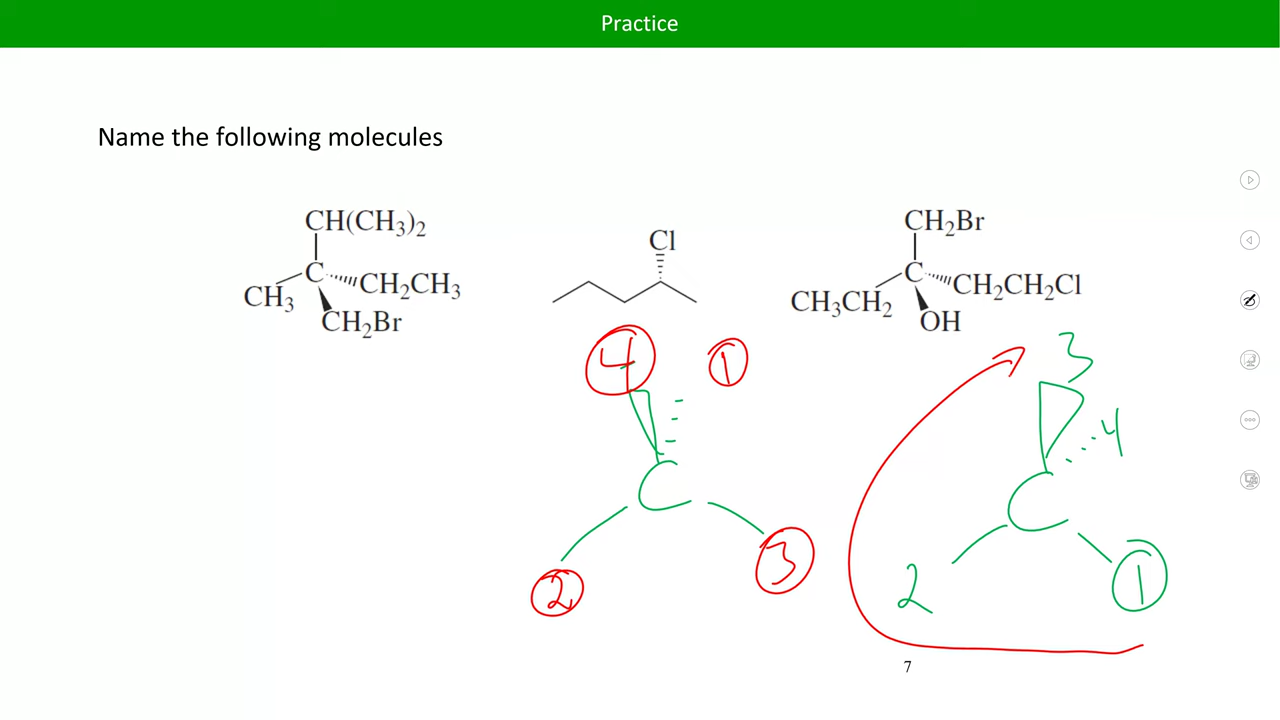 Practice
Name the following molecules
CH(CH₃)₂
C
CH₂CH₃
CH₃
CH₂Br
Cl
CH₂Br
C
CH₂CH₂Cl
CH₃CH₂
OH
4
1
C
2
3
3
4
C
2
1
7